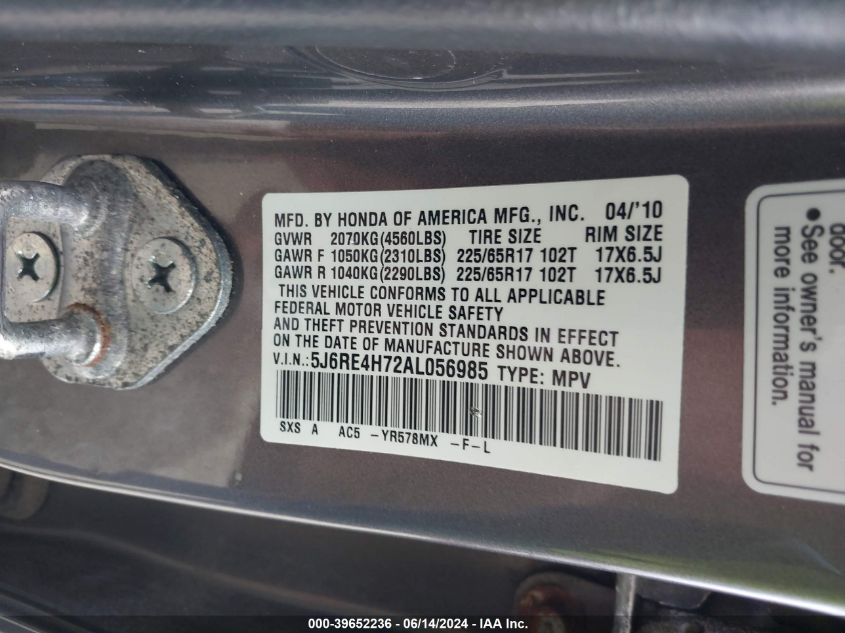 MFD. BY HONDA OF AMERICA MFG., INC. 04/'10
GVWR 2070KG(4560LBS) TIRE SIZE RIM SIZE
GAWR F 1050KG(2310LBS) 225/65R17 102T 17X6.5J
GAWR R 1040KG(2290LBS) 225/65R17 102T 17X6.5J
THIS VEHICLE CONFORMS TO ALL APPLICABLE
FEDERAL MOTOR VEHICLE SAFETY
AND THEFT PREVENTION STANDARDS IN EFFECT
ON THE DATE OF MANUFACTURE SHOWN ABOVE.
V.I.N.: 5J6RE4H72AL056985 TYPE: MPV
SXS A AC5 -YR578MX -F-L
door.
● See owner's manual for
more information.
000-39652236 - 06/14/2024 - IAA Inc.